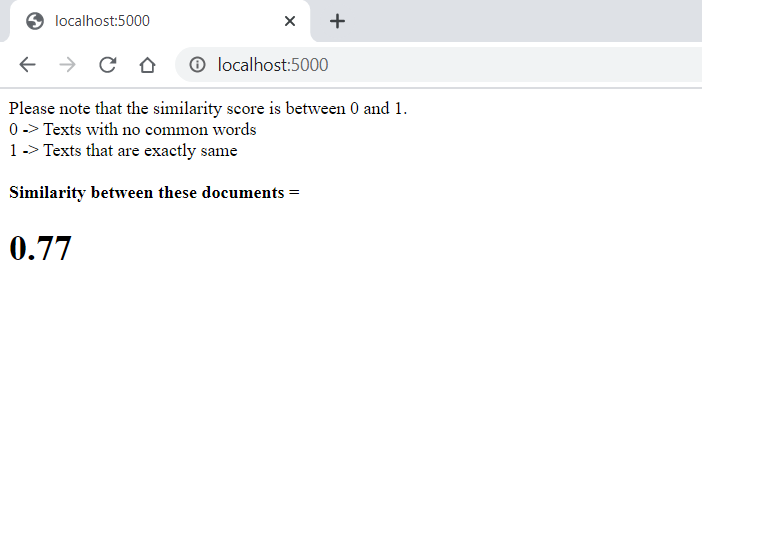 localhost:5000
localhost:5000
Please note that the similarity score is between 0 and 1.
0 -> Texts with no common words
1 -> Texts that are exactly same
Similarity between these documents =
0.77